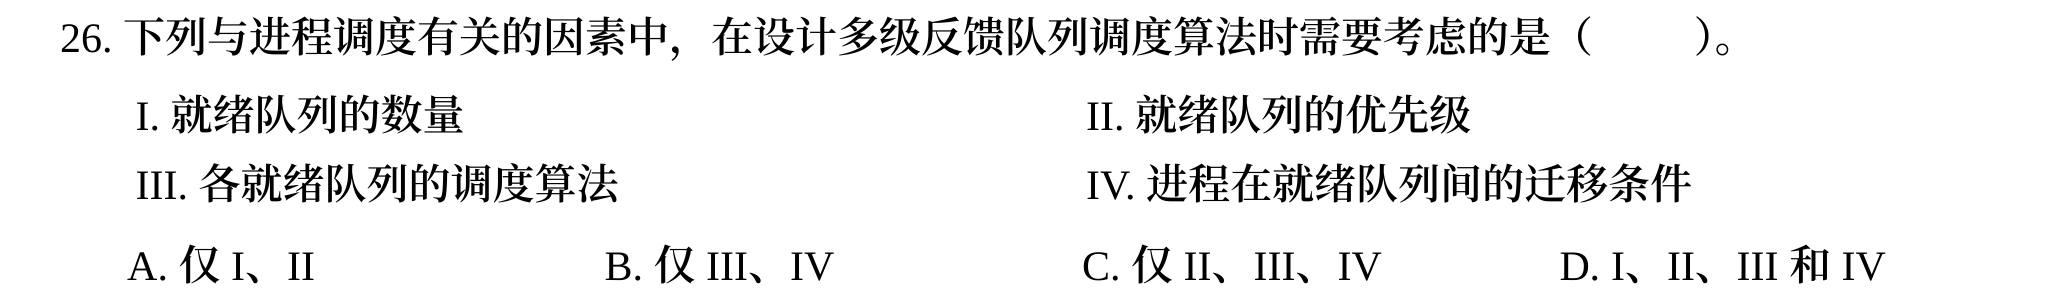 26. 下列与进程调度有关的因素中，在设计多级反馈队列调度算法时需要考虑的是（　　）。
I. 就绪队列的数量　　II. 就绪队列的优先级
III. 各就绪队列的调度算法　　IV. 进程在就绪队列间的迁移条件
A. 仅 I、II　　B. 仅 III、IV　　C. 仅 II、III、IV　　D. I、II、III 和 IV